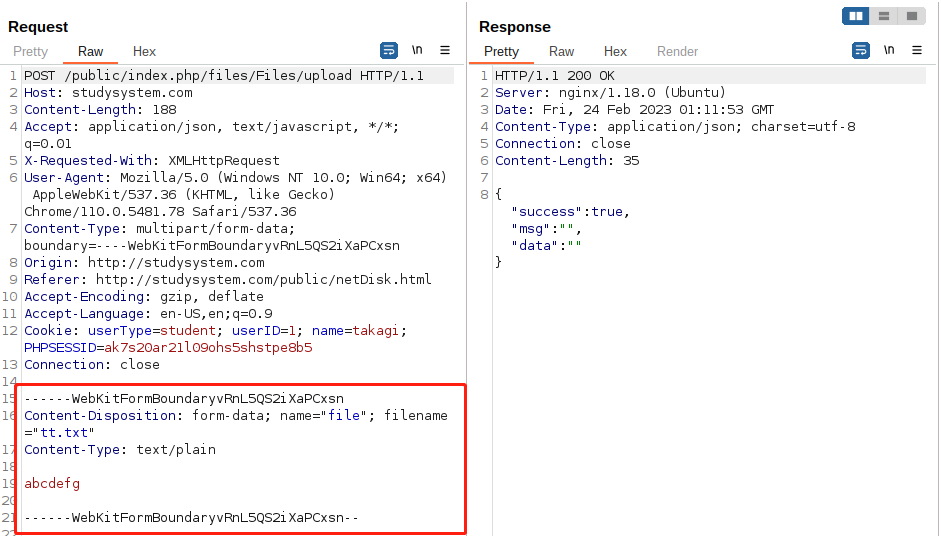 Request
Pretty Raw Hex
\n
1 POST /public/index.php/files/Files/upload HTTP/1.1
2 Host: studysystem.com
3 Content-Length: 188
4 Accept: application/json, text/javascript, */*;
q=0.01
5 X-Requested-With: XMLHttpRequest
6 User-Agent: Mozilla/5.0 (Windows NT 10.0; Win64; x64)
AppleWebKit/537.36 (KHTML, like Gecko)
Chrome/110.0.5481.78 Safari/537.36
7 Content-Type: multipart/form-data;
boundary=----WebKitFormBoundaryvRnL5QS2iXaPCxsn
8 Origin: http://studysystem.com
9 Referer: http://studysystem.com/public/netDisk.html
10 Accept-Encoding: gzip, deflate
11 Accept-Language: en-US,en;q=0.9
12 Cookie: userType=student; userID=1; name=takagi;
PHPSESSID=ak7s20ar21l09ohs5shstpe8b5
13 Connection: close
14
15 ------WebKitFormBoundaryvRnL5QS2iXaPCxsn
16 Content-Disposition: form-data; name="file"; filename
="tt.txt"
17 Content-Type: text/plain
18
19 abcdefg
20
21 ------WebKitFormBoundaryvRnL5QS2iXaPCxsn--
Response
Pretty Raw Hex Render
\n
1 HTTP/1.1 200 OK
2 Server: nginx/1.18.0 (Ubuntu)
3 Date: Fri, 24 Feb 2023 01:11:53 GMT
4 Content-Type: application/json; charset=utf-8
5 Connection: close
6 Content-Length: 35
7
8 {
"success":true,
"msg":"",
"data":""
}